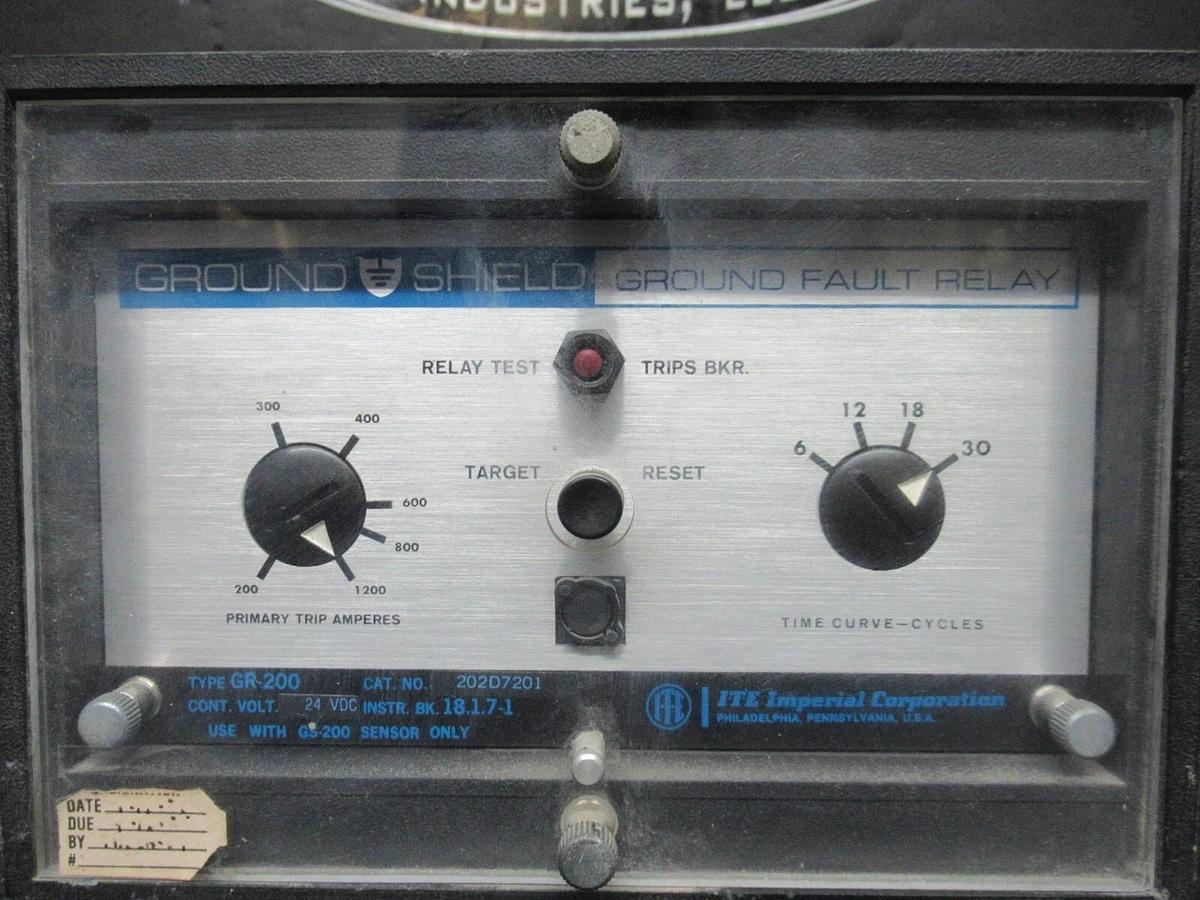 INDUSTRIES,
GROUND SHIELD GROUND FAULT RELAY
RELAY TEST TRIPS BKR.
300
400
600
800
1200
200
PRIMARY TRIP AMPERES
TARGET RESET
6
12
18
30
TIME CURVE—CYCLES
TYPE GR-200 CAT. NO. 202D7201
CONT. VOLT. 24 VDC INSTR. BK. 18.1.7-1
USE WITH GS-200 SENSOR ONLY
ITE ITE Imperial Corporation
PHILADELPHIA, PENNSYLVANIA, U.S.A.
DATE
DUE
BY
#